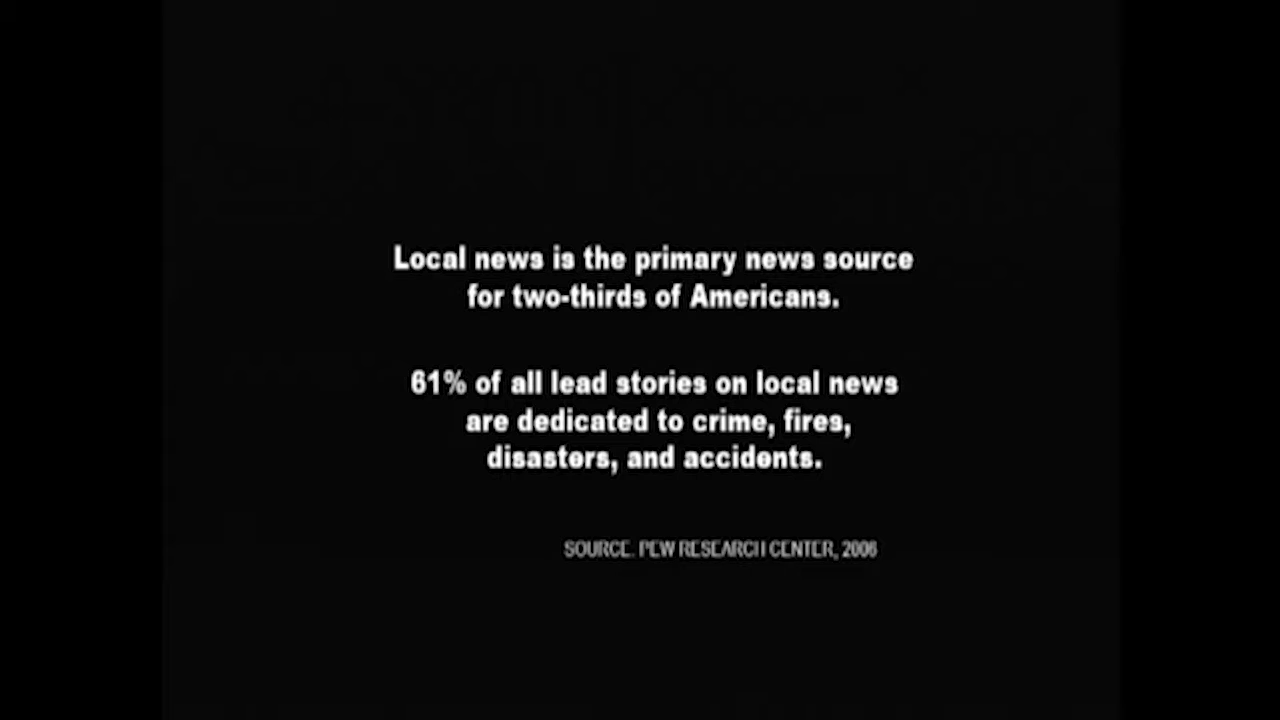 Local news is the primary news source
for two-thirds of Americans.
61% of all lead stories on local news
are dedicated to crime, fires,
disasters, and accidents.
SOURCE. PEW RESEARCH CENTER, 2006